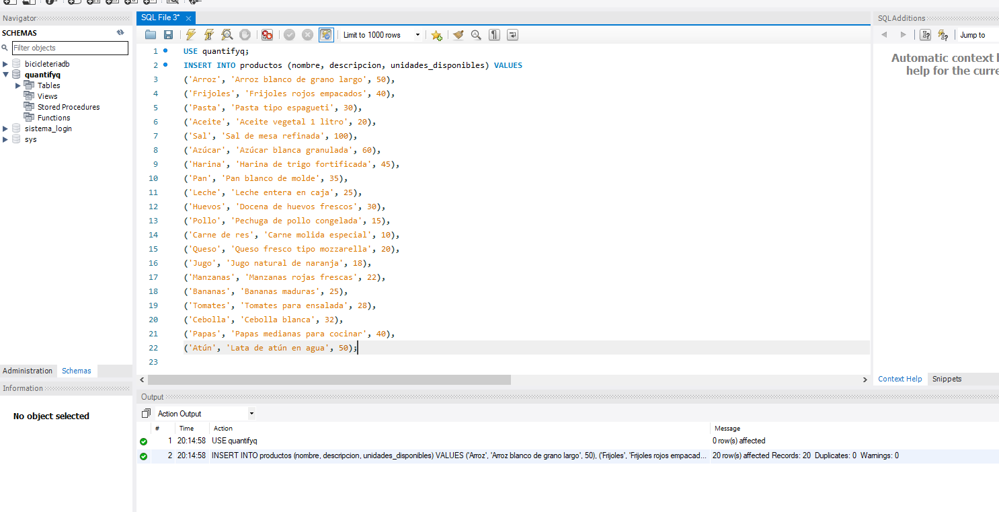 Navigator
SCHEMAS
Filter objects
bicicleteriadb
quantifyq
Tables
Views
Stored Procedures
Functions
sistema_login
sys
Administration Schemas
Information
No object selected
SQL File 3*
Limit to 1000 rows
1 USE quantifyq;
2 INSERT INTO productos (nombre, descripcion, unidades_disponibles) VALUES
3 ('Arroz', 'Arroz blanco de grano largo', 50),
4 ('Frijoles', 'Frijoles rojos empacados', 40),
5 ('Pasta', 'Pasta tipo espagueti', 30),
6 ('Aceite', 'Aceite vegetal 1 litro', 20),
7 ('Sal', 'Sal de mesa refinada', 100),
8 ('Azúcar', 'Azúcar blanca granulada', 60),
9 ('Harina', 'Harina de trigo fortificada', 45),
10 ('Pan', 'Pan blanco de molde', 35),
11 ('Leche', 'Leche entera en caja', 25),
12 ('Huevos', 'Docena de huevos frescos', 30),
13 ('Pollo', 'Pechuga de pollo congelada', 15),
14 ('Carne de res', 'Carne molida especial', 10),
15 ('Queso', 'Queso fresco tipo mozzarella', 20),
16 ('Jugo', 'Jugo natural de naranja', 18),
17 ('Manzanas', 'Manzanas rojas frescas', 22),
18 ('Bananas', 'Bananas maduras', 25),
19 ('Tomates', 'Tomates para ensalada', 28),
20 ('Cebolla', 'Cebolla blanca', 32),
21 ('Papas', 'Papas medianas para cocinar', 40),
22 ('Atún', 'Lata de atún en agua', 50);
23
SQLAdditions
Jump to
Automatic context
help for the curre
Context Help Snippets
Output
Action Output
# Time Action Message
1 20:14:58 USE quantifyq 0 row(s) affected
2 20:14:58 INSERT INTO productos (nombre, descripcion, unidades_disponibles) VALUES ('Arroz', 'Arroz blanco de grano largo', 50), ('Frijoles', 'Frijoles rojos empacad... 20 row(s) affected Records: 20 Duplicates: 0 Warnings: 0